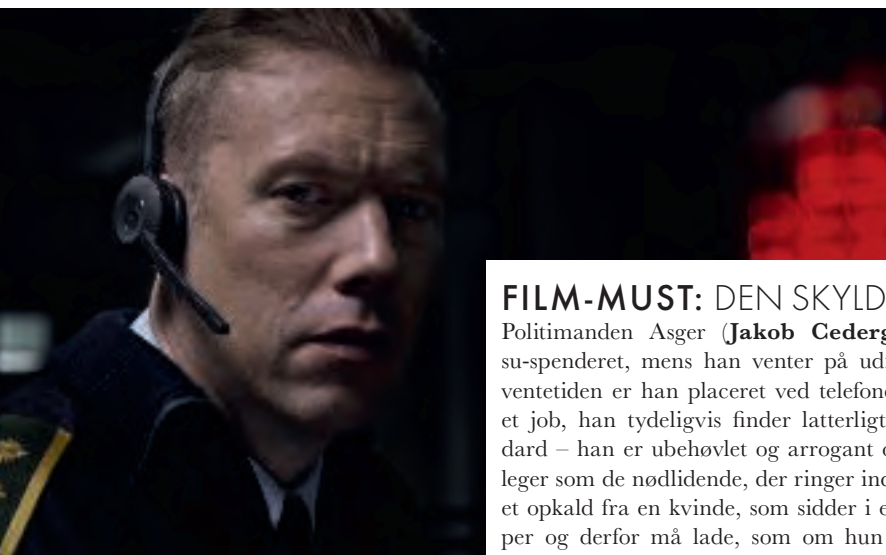 FILM-MUST: DEN SKYLD
Politimanden Asger (Jakob Cederg
su-spenderet, mens han venter på ud
ventetiden er han placeret ved telefon
et job, han tydeligvis finder latterligt
dard – han er ubehøvlet og arrogant
leger som de nødlidende, der ringer ind
et opkald fra en kvinde, som sidder i e
per og derfor må lade, som om hun